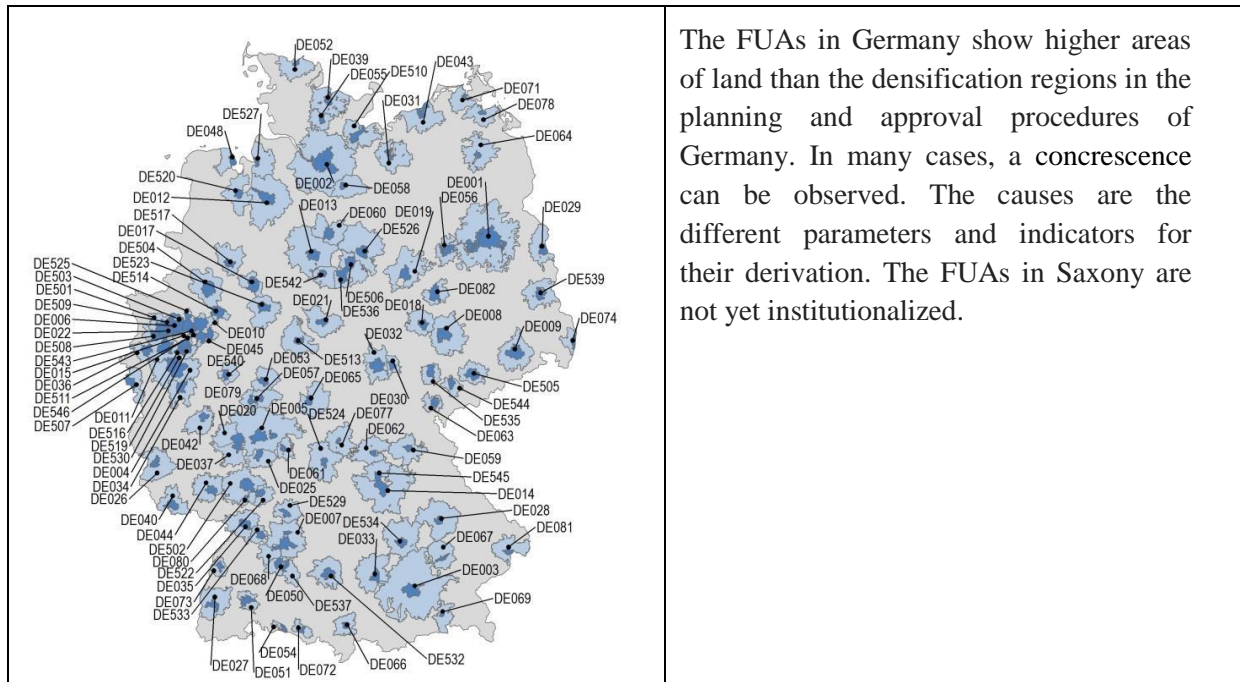 DE052
DE039
DE055
DE510
DE043
DE031
DE071
DE078
DE527
DE048
DE064
DE520
DE012
DE002
DE058
DE001
DE013
DE056
DE029
DE517
DE060
DE019
DE017
DE526
DE504
DE523
DE525
DE514
DE503
DE542
DE539
DE501
DE082
DE509
DE021
DE506
DE018
DE536
DE006
DE010
DE008
DE009
DE074
DE022
DE032
DE508
DE045
DE513
DE543
DE540
DE053
DE015
DE057
DE065
DE505
DE036
DE079
DE030
DE544
DE511
DE020
DE005
DE077
DE535
DE546
DE011
DE524
DE062
DE063
DE507
DE516
DE042
DE519
DE059
DE530
DE037
DE004
DE061
DE545
DE034
DE025
DE014
DE026
DE529
DE040
DE007
DE028
DE044
DE534
DE081
DE502
DE033
DE067
DE080
DE522
DE035
DE068
DE003
DE073
DE050
DE069
DE533
DE537
DE054
DE027
DE066
DE532
DE051
DE072
The FUAs in Germany show higher areas
of land than the densification regions in the
planning and approval procedures of
Germany. In many cases, a concrescence
can be observed. The causes are the
different parameters and indicators for
their derivation. The FUAs in Saxony are
not yet institutionalized.